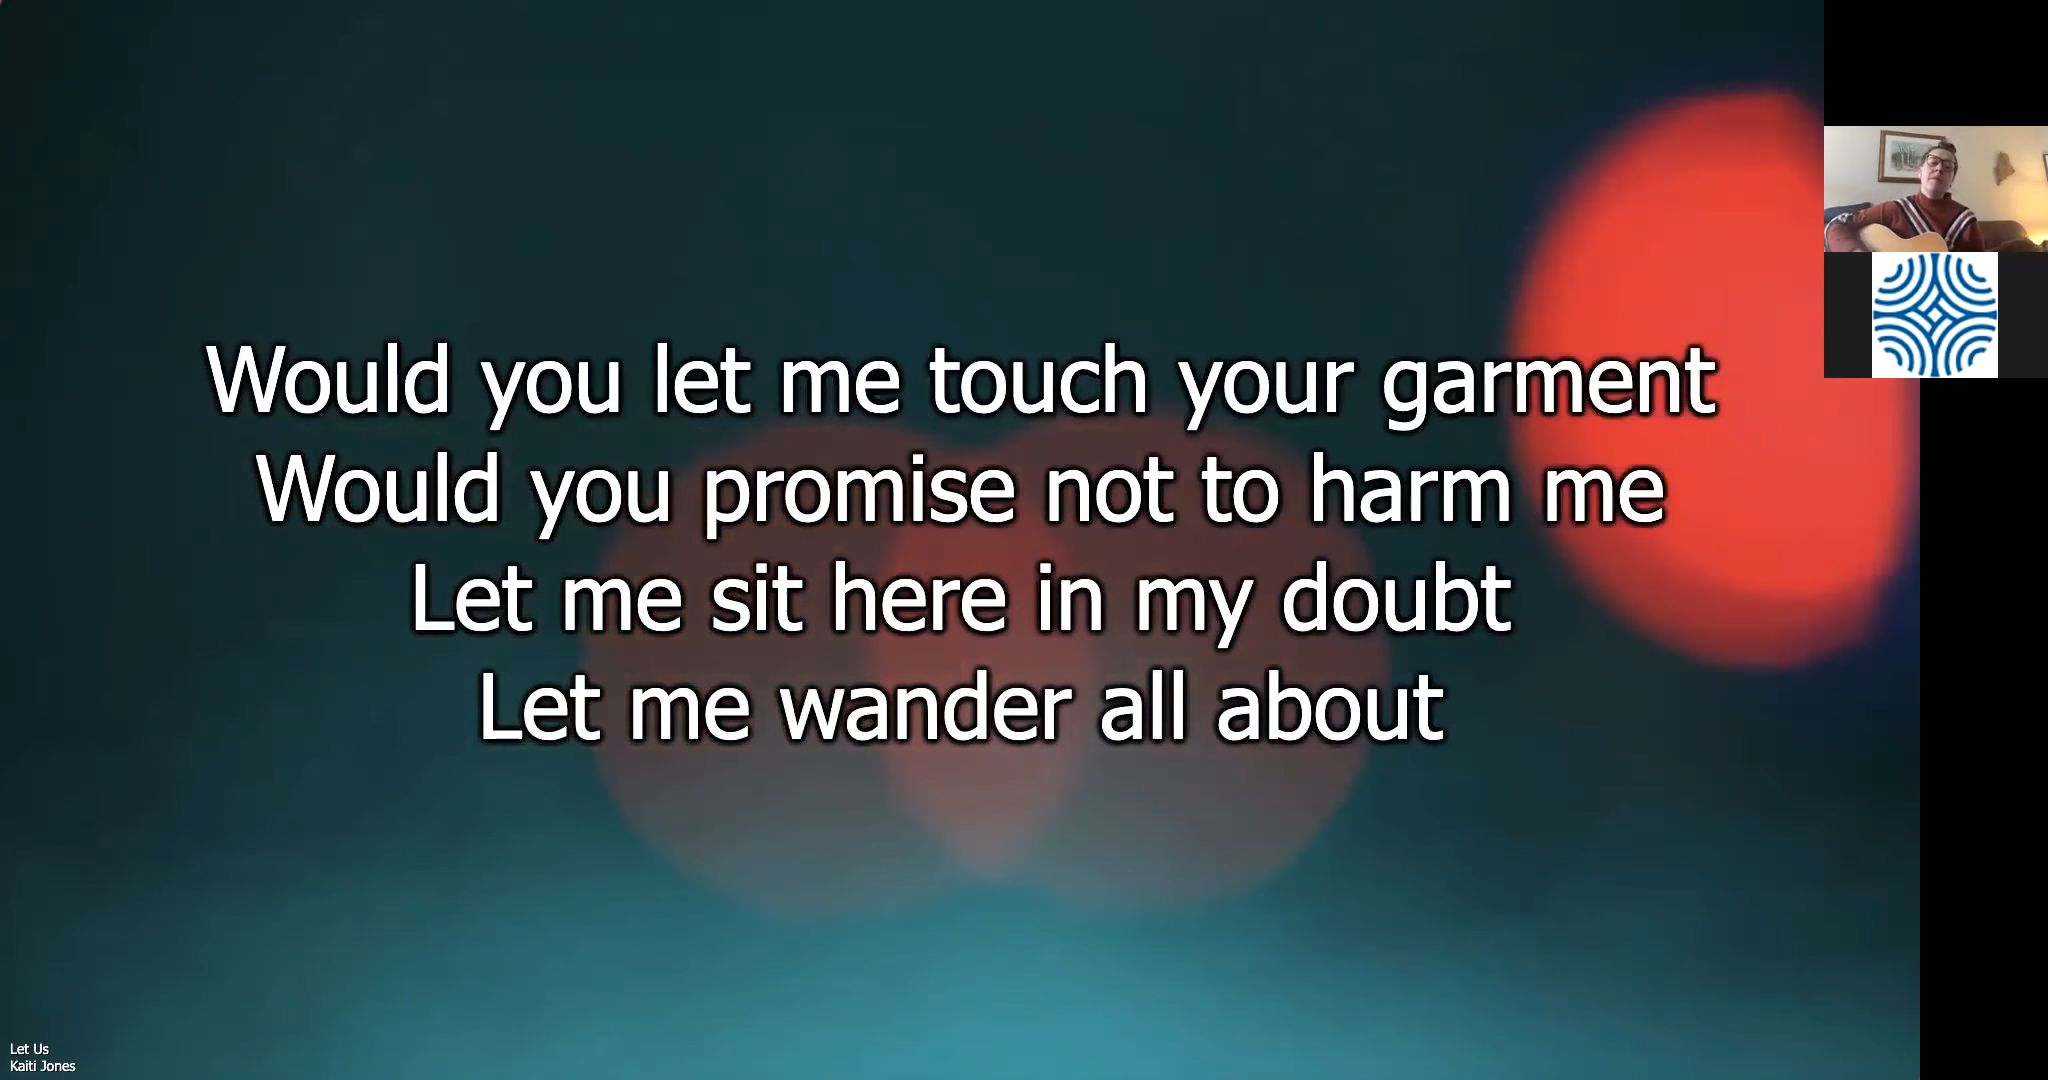 Would you let me touch your garment
Would you promise not to harm me
Let me sit here in my doubt
Let me wander all about
Let Us
Kaiti Jones